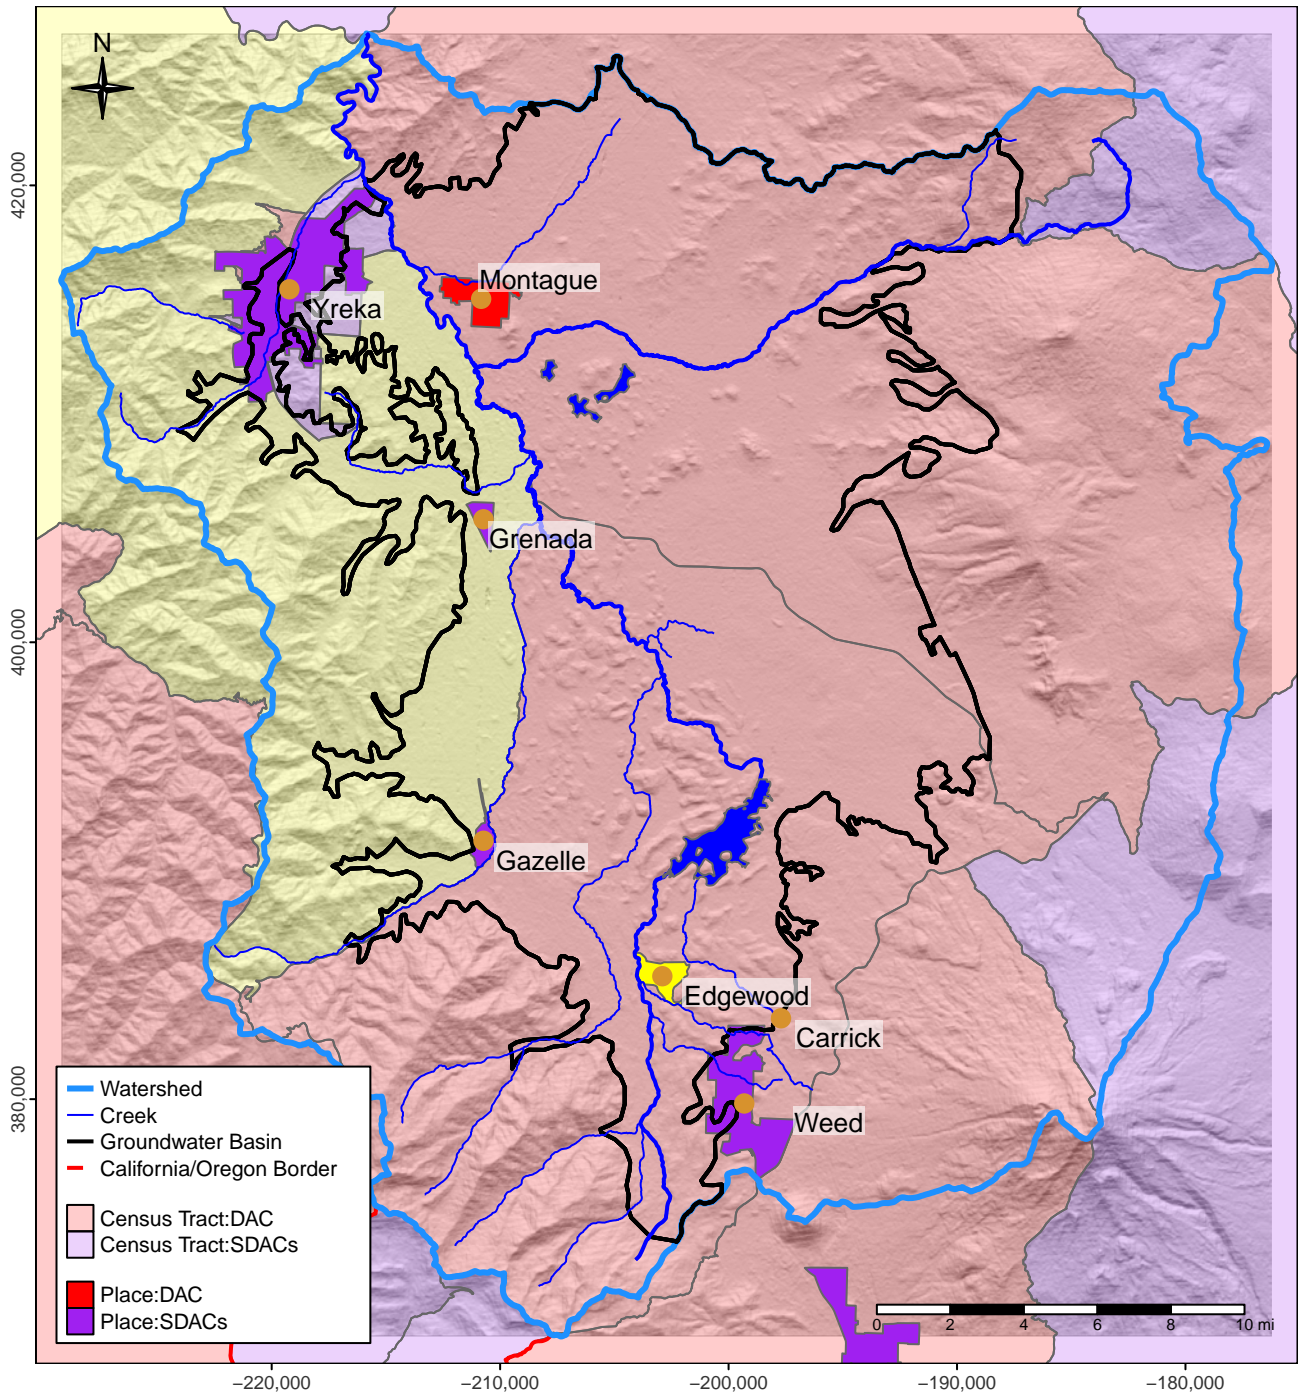 N
420,000
400,000
380,000
Montague
Yreka
Grenada
Gazelle
Edgewood
Carrick
Weed
Watershed
Creek
Groundwater Basin
California/Oregon Border
Census Tract:DAC
Census Tract:SDACs
Place:DAC
Place:SDACs
0 2 4 6 8 10 mi
−220,000 −210,000 −200,000 −190,000 −180,000